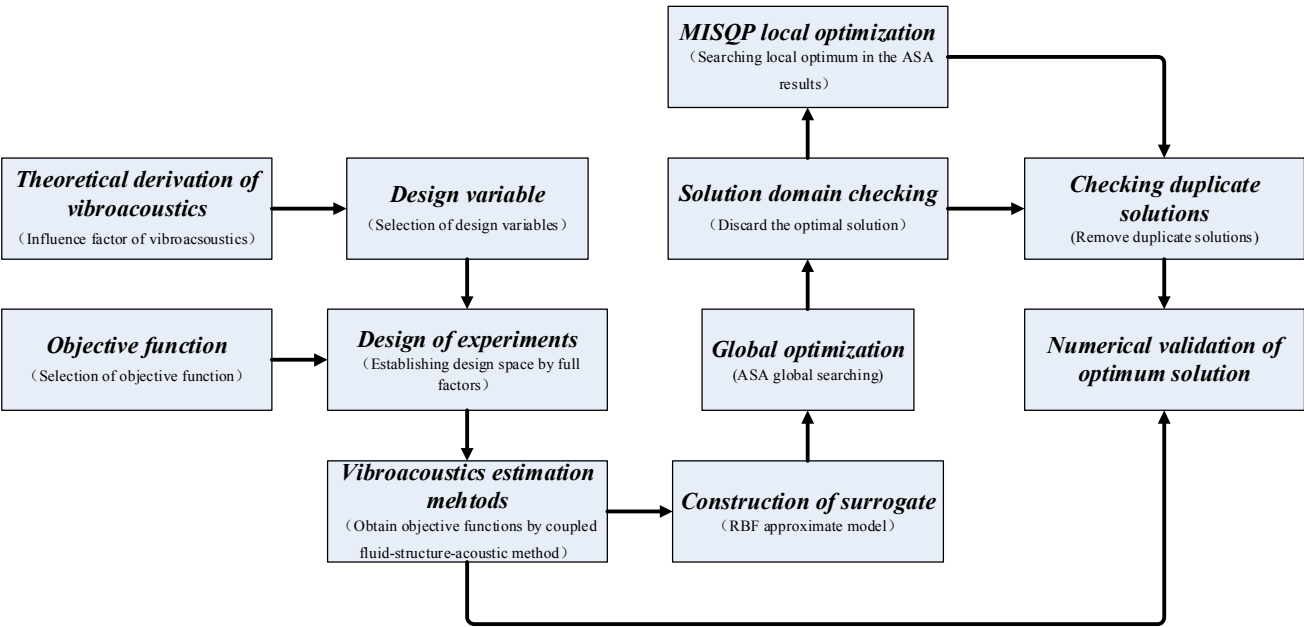 MISQP local optimization
（Searching local optimum in the ASA
results）
Theoretical derivation of
vibroacoustics
（Influence factor of vibroacsoustics）
Design variable
（Selection of design variables）
Solution domain checking
（Discard the optimal solution）
Checking duplicate
solutions
(Remove duplicate solutions)
Objective function
（Selection of objective function）
Design of experiments
（Establishing design space by full
factors）
Global optimization
(ASA global searching)
Numerical validation of
optimum solution
Vibroacoustics estimation
mehtods
（Obtain objective functions by coupled
fluid-structure-acoustic method）
Construction of surrogate
（RBF approximate model）